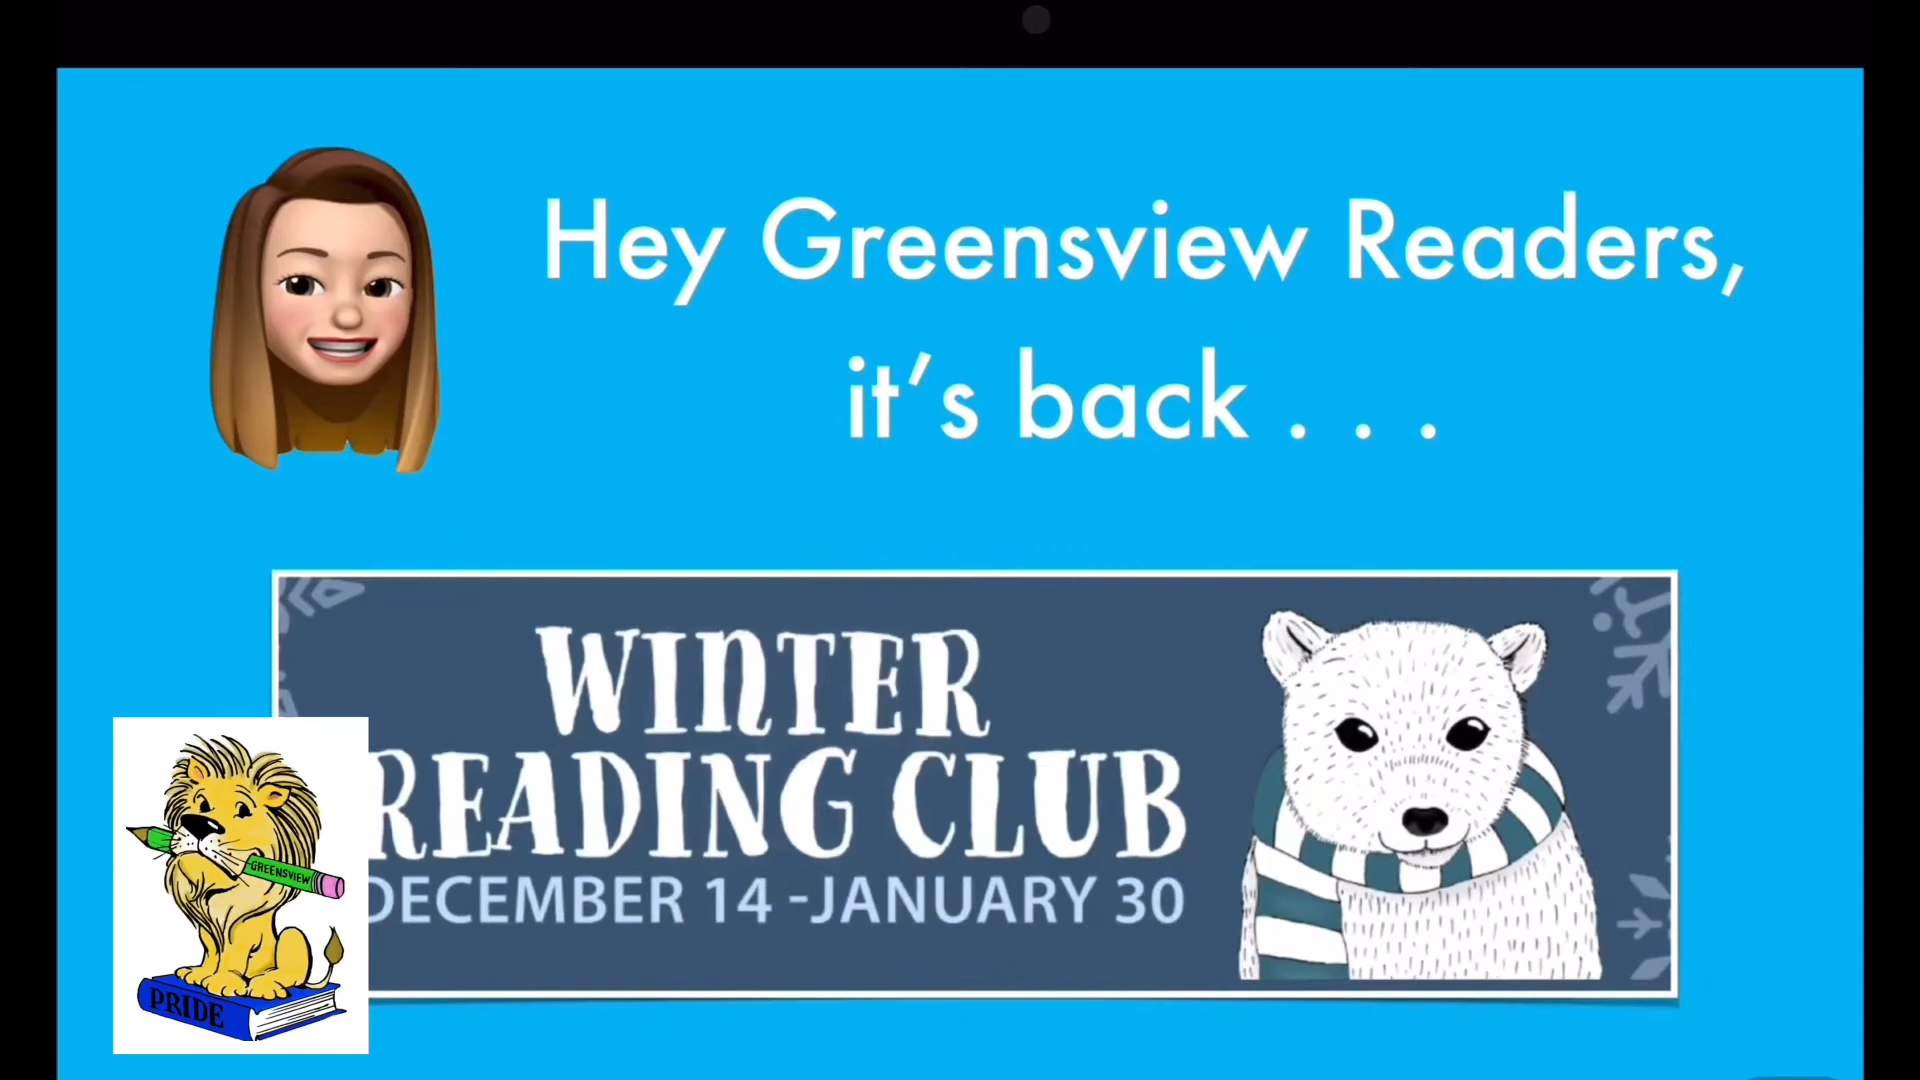 Hey Greensview Readers,
it's back . . .
WINTER
READING CLUB
DECEMBER 14 -JANUARY 30
GREENSVIEW
PRIDE